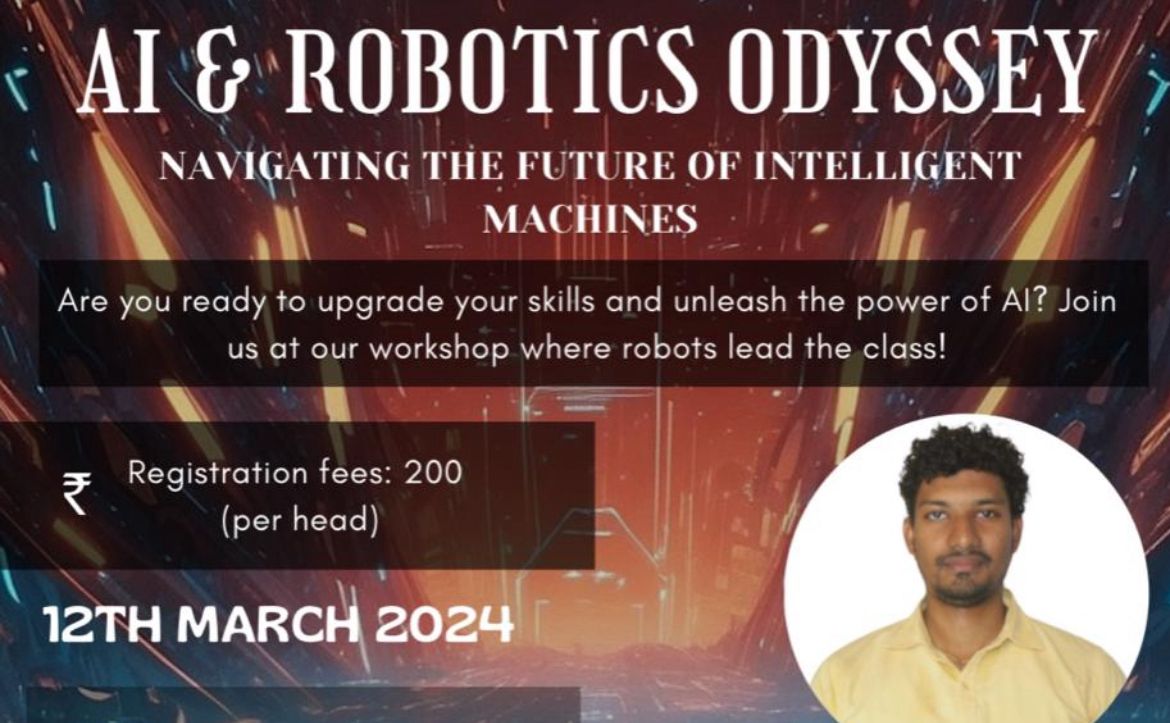 AI & ROBOTICS ODYSSEY
NAVIGATING THE FUTURE OF INTELLIGENT
MACHINES
Are you ready to upgrade your skills and unleash the power of AI? Join
us at our workshop where robots lead the class!
₹ Registration fees: 200
(per head)
12TH MARCH 2024